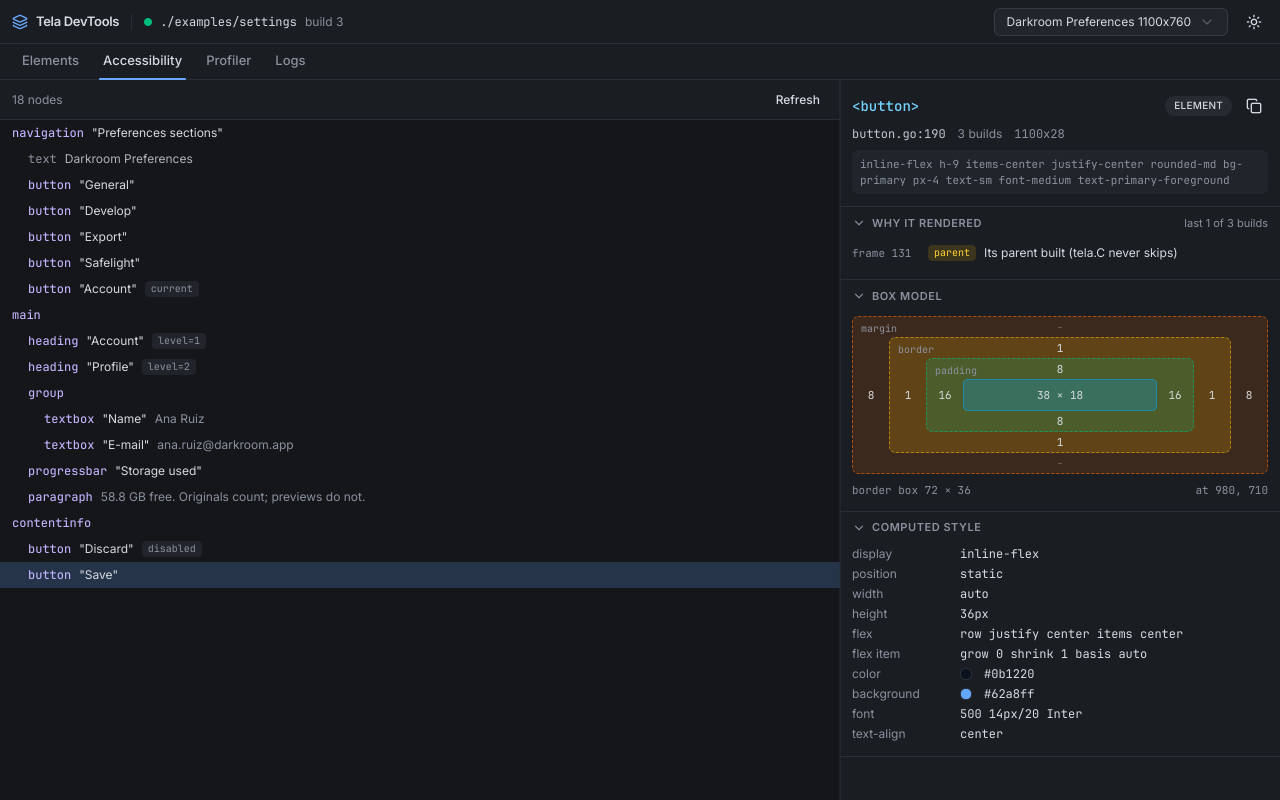 Tela DevTools ./examples/settings build 3 Darkroom Preferences 1100x760
Elements Accessibility Profiler Logs
18 nodes Refresh
navigation "Preferences sections"
text Darkroom Preferences
button "General"
button "Develop"
button "Export"
button "Safelight"
button "Account" current
main
heading "Account" level=1
heading "Profile" level=2
group
textbox "Name" Ana Ruiz
textbox "E-mail" ana.ruiz@darkroom.app
progressbar "Storage used"
paragraph 58.8 GB free. Originals count; previews do not.
contentinfo
button "Discard" disabled
button "Save"
<button> ELEMENT
button.go:190 3 builds 1100x28
inline-flex h-9 items-center justify-center rounded-md bg-
primary px-4 text-sm font-medium text-primary-foreground
WHY IT RENDERED last 1 of 3 builds
frame 131 parent Its parent built (tela.C never skips)
BOX MODEL
margin -
border 1
padding 8
8 1 16 38 × 18 16 1 8
8
1
-
border box 72 × 36 at 980, 710
COMPUTED STYLE
display inline-flex
position static
width auto
height 36px
flex row justify center items center
flex item grow 0 shrink 1 basis auto
color #0b1220
background #62a8ff
font 500 14px/20 Inter
text-align center